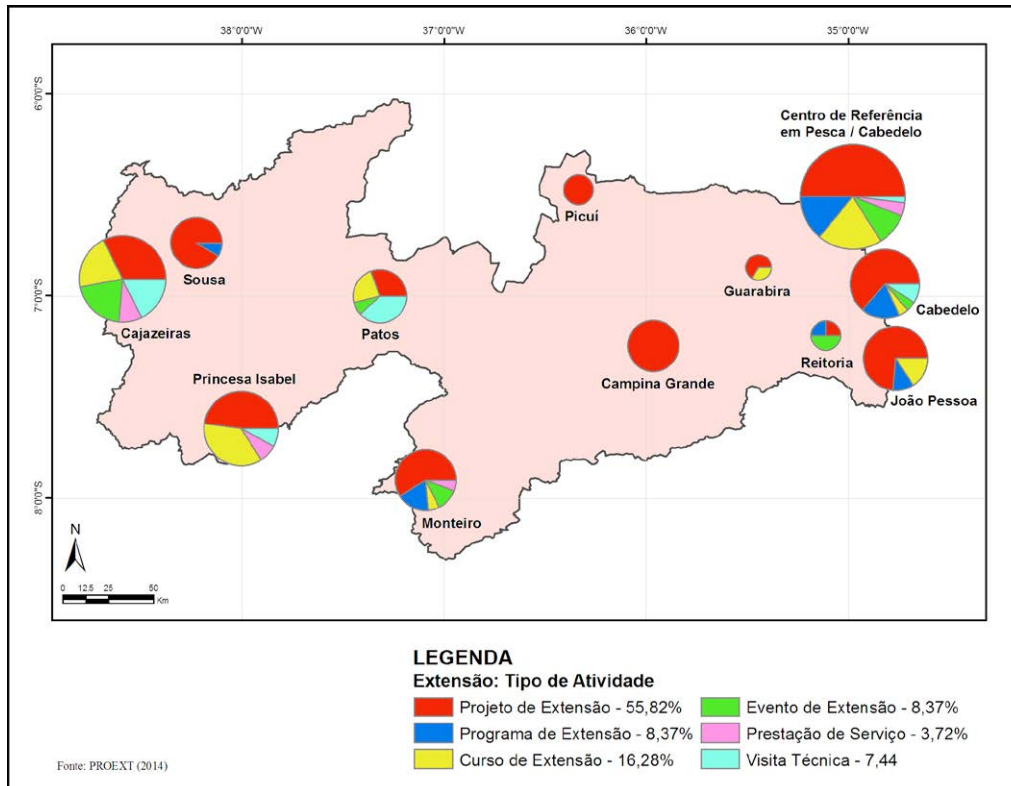 38°0'0"W
37°0'0"W
36°0'0"W
35°0'0"W
6°0'0"S
7°0'0"S
8°0'0"S
Centro de Referência
em Pesca / Cabedelo
Picuí
Sousa
Guarabira
Cajazeiras
Patos
Cabedelo
Reitoria
Princesa Isabel
Campina Grande
João Pessoa
Monteiro
N
0 12.5 25 50
Km
LEGENDA
Extensão: Tipo de Atividade
Projeto de Extensão - 55,82%
Evento de Extensão - 8,37%
Programa de Extensão - 8,37%
Prestação de Serviço - 3,72%
Curso de Extensão - 16,28%
Visita Técnica - 7,44
Fonte: PROEXT (2014)